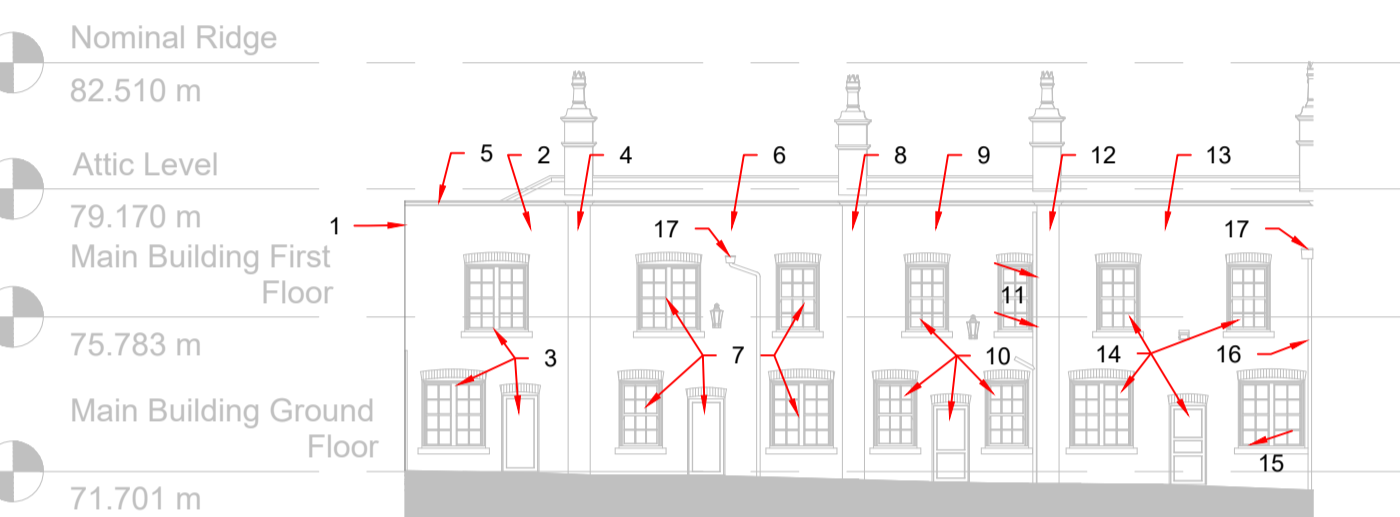 Nominal Ridge
82.510 m
Attic Level
5 2 4 6 8 9 12 13
79.170 m
1 17 17
Main Building First
Floor
11
75.783 m
3 7 10 14 16
Main Building Ground
Floor
15
71.701 m